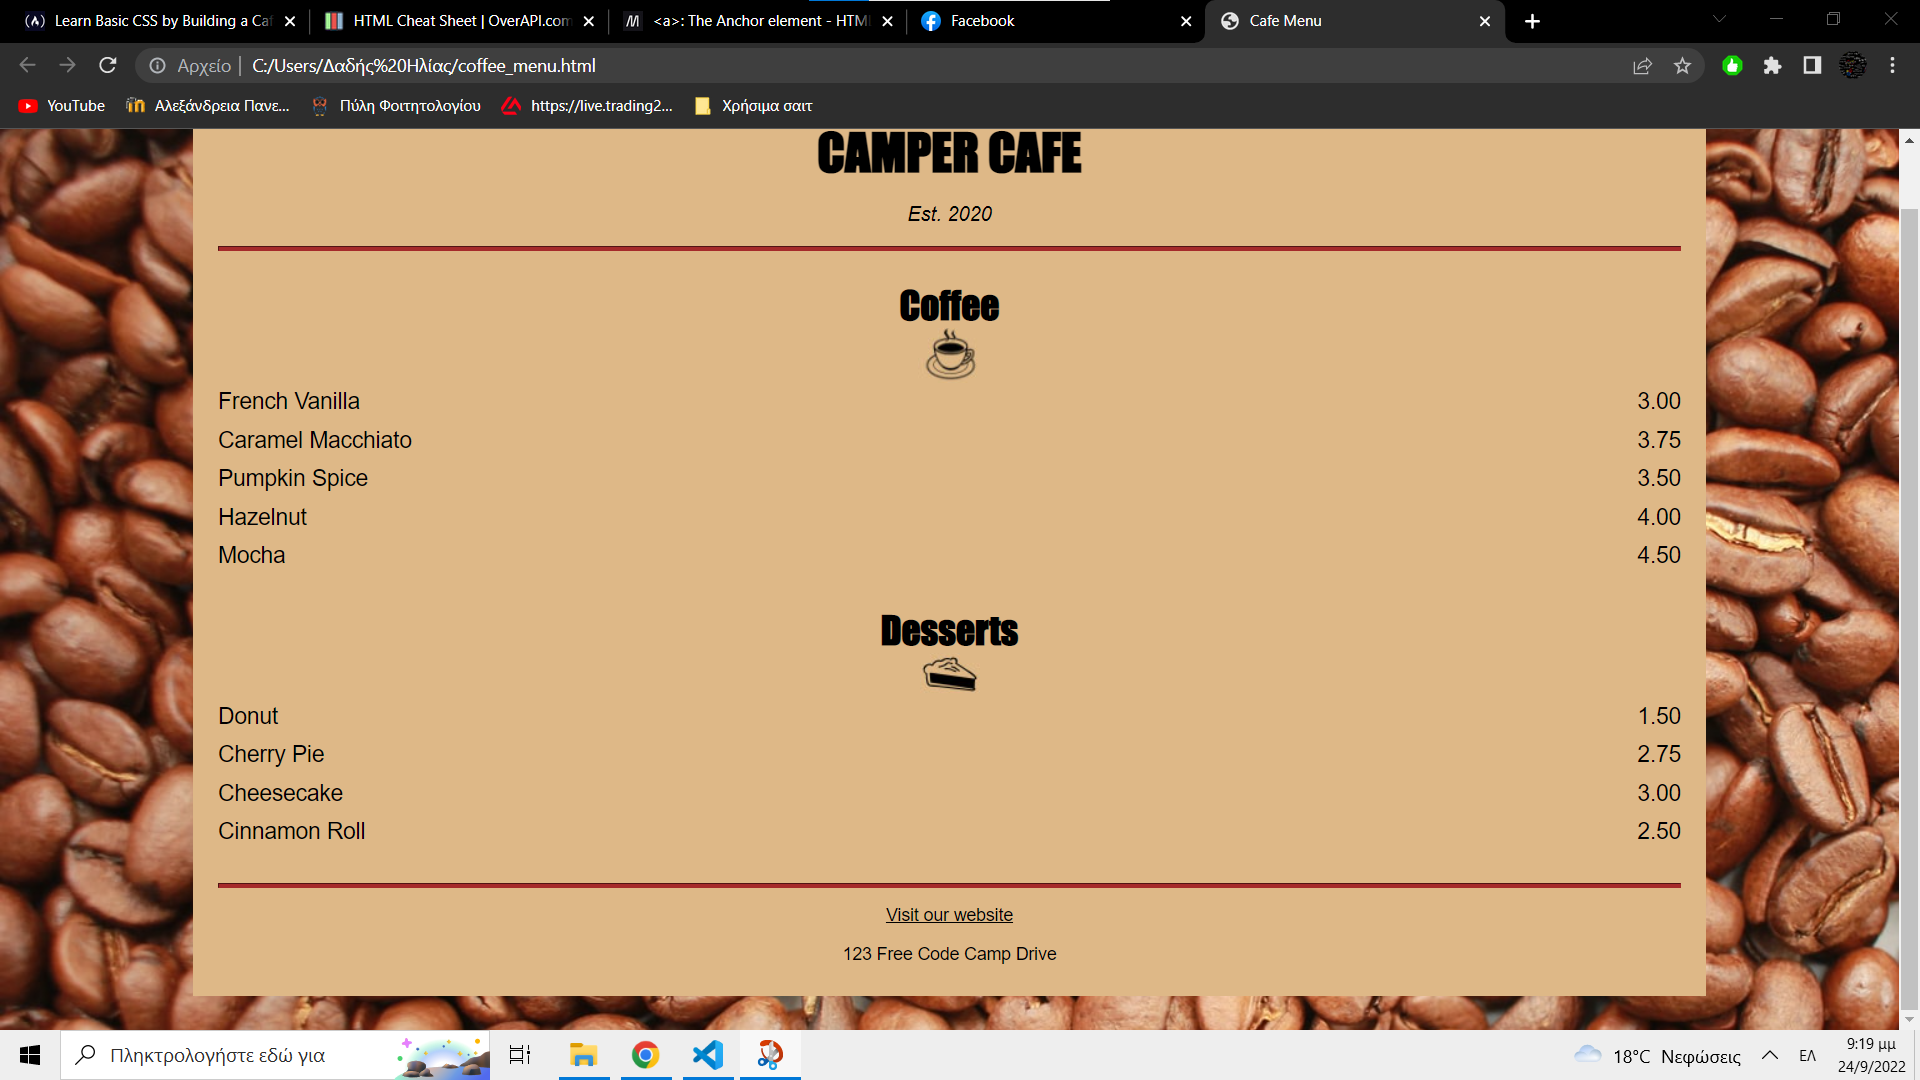 Learn Basic CSS by Building a Caf
HTML Cheat Sheet | OverAPI.com
<a>: The Anchor element - HTM
Facebook
Cafe Menu
Αρχείο | C:/Users/Δαδής%20Ηλίας/coffee_menu.html
YouTube
Αλεξάνδρεια Πανε...
Πύλη Φοιτητολογίου
https://live.trading2...
Χρήσιμα σαιτ
CAMPER CAFE
Est. 2020
Coffee
French Vanilla 3.00
Caramel Macchiato 3.75
Pumpkin Spice 3.50
Hazelnut 4.00
Mocha 4.50
Desserts
Donut 1.50
Cherry Pie 2.75
Cheesecake 3.00
Cinnamon Roll 2.50
Visit our website
123 Free Code Camp Drive
Πληκτρολογήστε εδώ για
18°C Νεφώσεις
ΕΛ
9:19 μμ
24/9/2022